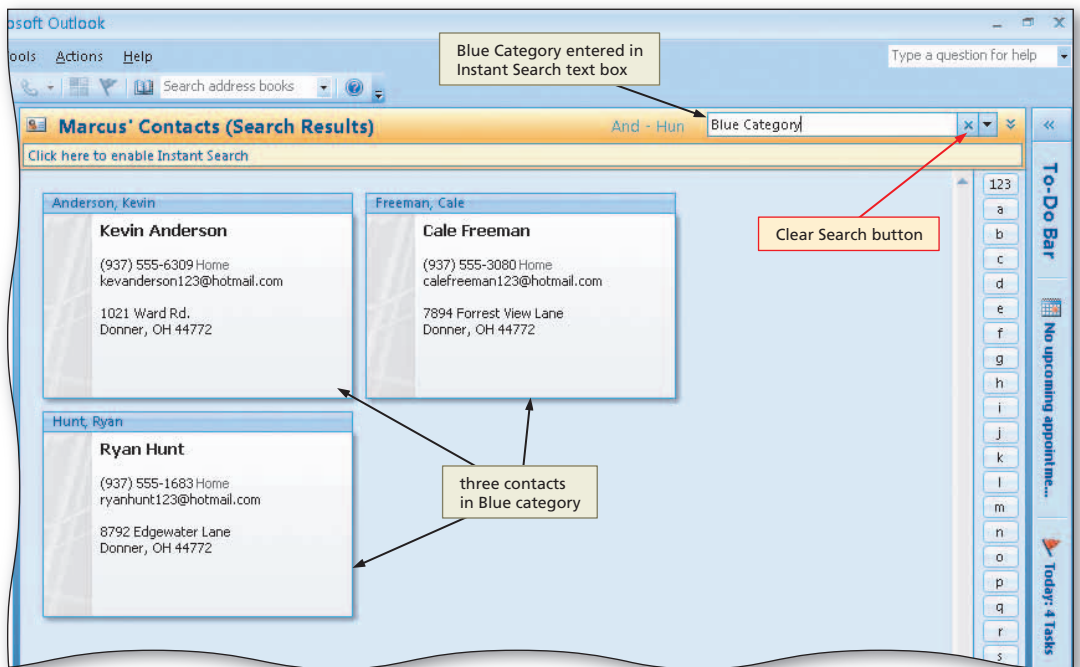 osoft Outlook
ools Actions Help
Type a question for help
Search address books
Blue Category entered in
Instant Search text box
Marcus' Contacts (Search Results)
And - Hun
Blue Category
Click here to enable Instant Search
Clear Search button
Anderson, Kevin
Kevin Anderson
(937) 555-6309 Home
kevanderson123@hotmail.com
1021 Ward Rd.
Donner, OH 44772
Freeman, Cale
Cale Freeman
(937) 555-3080 Home
calefreeman123@hotmail.com
7894 Forrest View Lane
Donner, OH 44772
Hunt, Ryan
Ryan Hunt
(937) 555-1683 Home
ryanhunt123@hotmail.com
8792 Edgewater Lane
Donner, OH 44772
three contacts
in Blue category
123
a
b
c
d
e
f
g
h
i
j
k
l
m
n
o
p
q
r
s
To-Do Bar
No upcoming appointme...
Today: 4 Tasks